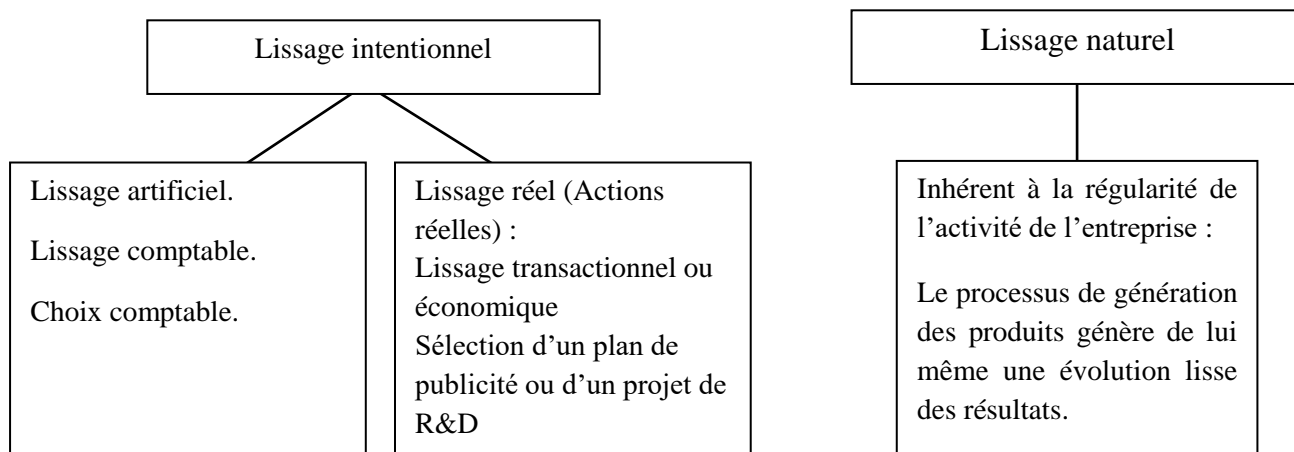 Lissage intentionnel
Lissage naturel
Lissage artificiel.
Lissage comptable.
Choix comptable.
Lissage réel (Actions
réelles) :
Lissage transactionnel ou
économique
Sélection d’un plan de
publicité ou d’un projet de
R&D
Inhérent à la régularité de
l’activité de l’entreprise :
Le processus de génération
des produits génère de lui
même une évolution lisse
des résultats.